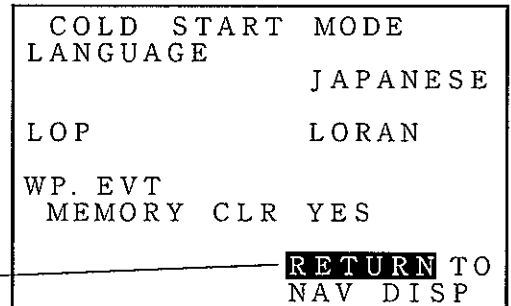 COLD START MODE
LANGUAGE
JAPANESE
LOP LORAN
WP. EVT
MEMORY CLR YES
RETURN TO
NAV DISP